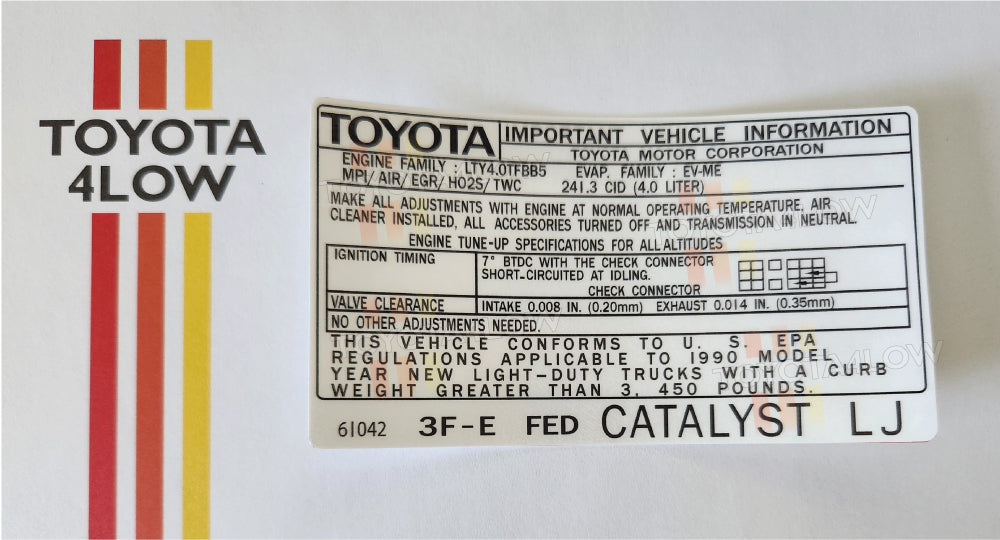 TOYOTA
4LOW
TOYOTA IMPORTANT VEHICLE INFORMATION
TOYOTA MOTOR CORPORATION
ENGINE FAMILY : LTY4.0TFBB5 EVAP. FAMILY : EV-ME
MPI/ AIR/ EGR/ HO2S/ TWC 241.3 CID (4.0 LITER)
MAKE ALL ADJUSTMENTS WITH ENGINE AT NORMAL OPERATING TEMPERATURE, AIR
CLEANER INSTALLED, ALL ACCESSORIES TURNED OFF AND TRANSMISSION IN NEUTRAL.
ENGINE TUNE-UP SPECIFICATIONS FOR ALL ALTITUDES
IGNITION TIMING 7° BTDC WITH THE CHECK CONNECTOR
SHORT-CIRCUITED AT IDLING.
CHECK CONNECTOR
VALVE CLEARANCE INTAKE 0.008 IN. (0.20mm) EXHAUST 0.014 IN. (0.35mm)
NO OTHER ADJUSTMENTS NEEDED.
THIS VEHICLE CONFORMS TO U. S. EPA
REGULATIONS APPLICABLE TO 1990 MODEL
YEAR NEW LIGHT-DUTY TRUCKS WITH A CURB
WEIGHT GREATER THAN 3, 450 POUNDS.
61042 3F-E FED CATALYST LJ